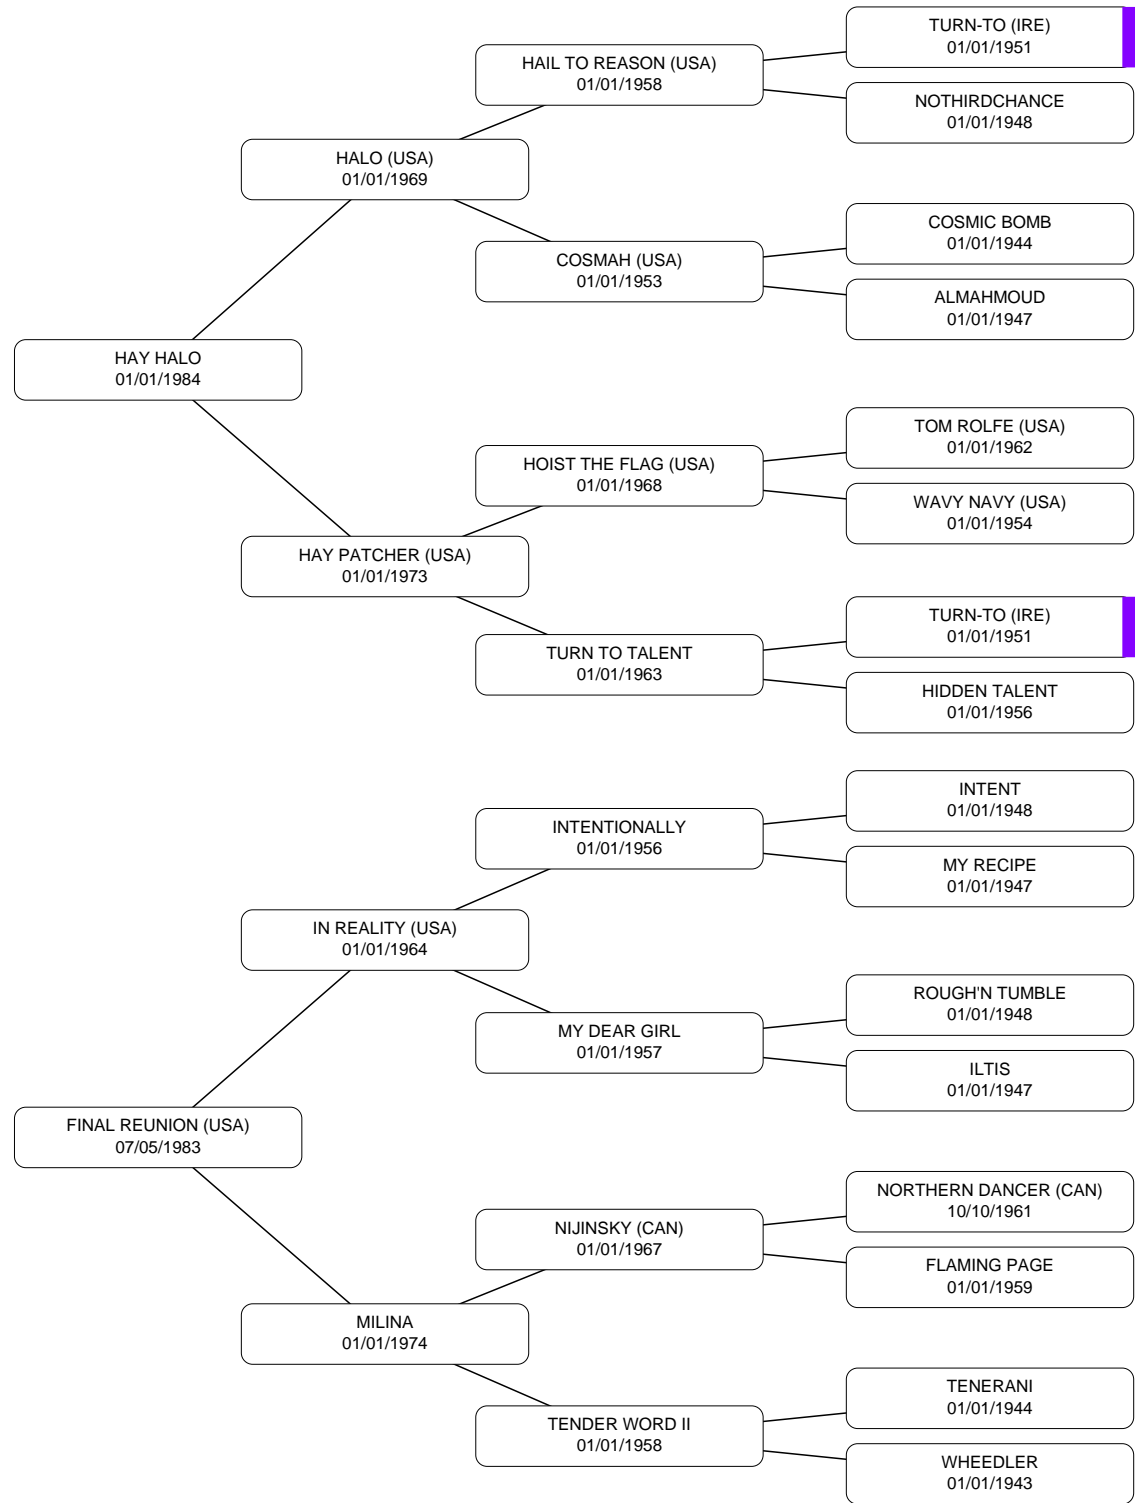 TURN-TO (IRE)
01/01/1951
HAIL TO REASON (USA)
01/01/1958
NOTHIRDCHANCE
01/01/1948
HALO (USA)
01/01/1969
COSMIC BOMB
01/01/1944
COSMAH (USA)
01/01/1953
ALMAHMOUD
01/01/1947
HAY HALO
01/01/1984
TOM ROLFE (USA)
01/01/1962
HOIST THE FLAG (USA)
01/01/1968
WAVY NAVY (USA)
01/01/1954
HAY PATCHER (USA)
01/01/1973
TURN-TO (IRE)
01/01/1951
TURN TO TALENT
01/01/1963
HIDDEN TALENT
01/01/1956
INTENT
01/01/1948
INTENTIONALLY
01/01/1956
MY RECIPE
01/01/1947
IN REALITY (USA)
01/01/1964
ROUGH'N TUMBLE
01/01/1948
MY DEAR GIRL
01/01/1957
ILTIS
01/01/1947
FINAL REUNION (USA)
07/05/1983
NORTHERN DANCER (CAN)
10/10/1961
NIJINSKY (CAN)
01/01/1967
FLAMING PAGE
01/01/1959
MILINA
01/01/1974
TENERANI
01/01/1944
TENDER WORD II
01/01/1958
WHEEDLER
01/01/1943